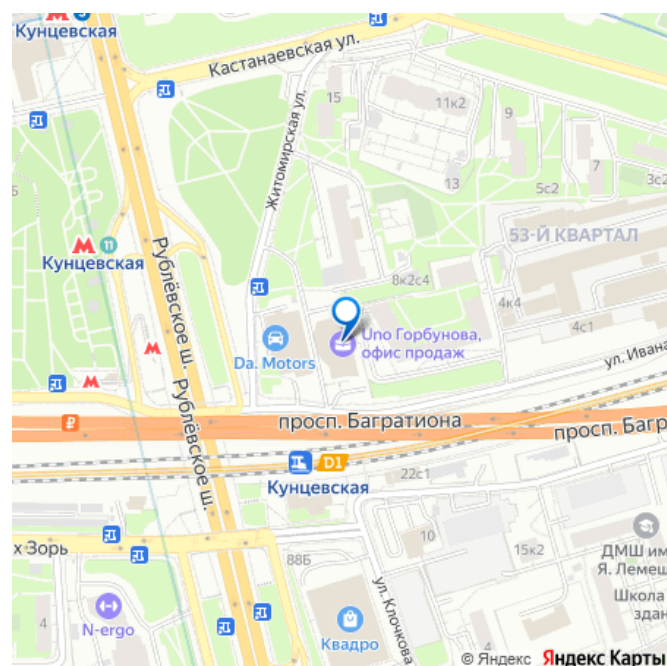 Кунцевская
Кастанаевская ул.
15
11к2
9
Житомирская ул.
13
7
5с2
3с2
53-Й КВАРТАЛ
11
Кунцевская
Рублёвское ш.
8к2с4
4к4
4с1
Uno Горбунова,
офис продаж
Da. Motors
ул. Ивана
Рублёвское ш.
просп. Багратиона
просп. Багр
D1
Кунцевская
22с1
х Зорь
10
15к2
88Б
ДМШ им
Я. Лемеш
ул. Клочкова
Школа
здан
4
N-ergo
Квадро
4
© Яндекс Яндекс Карты